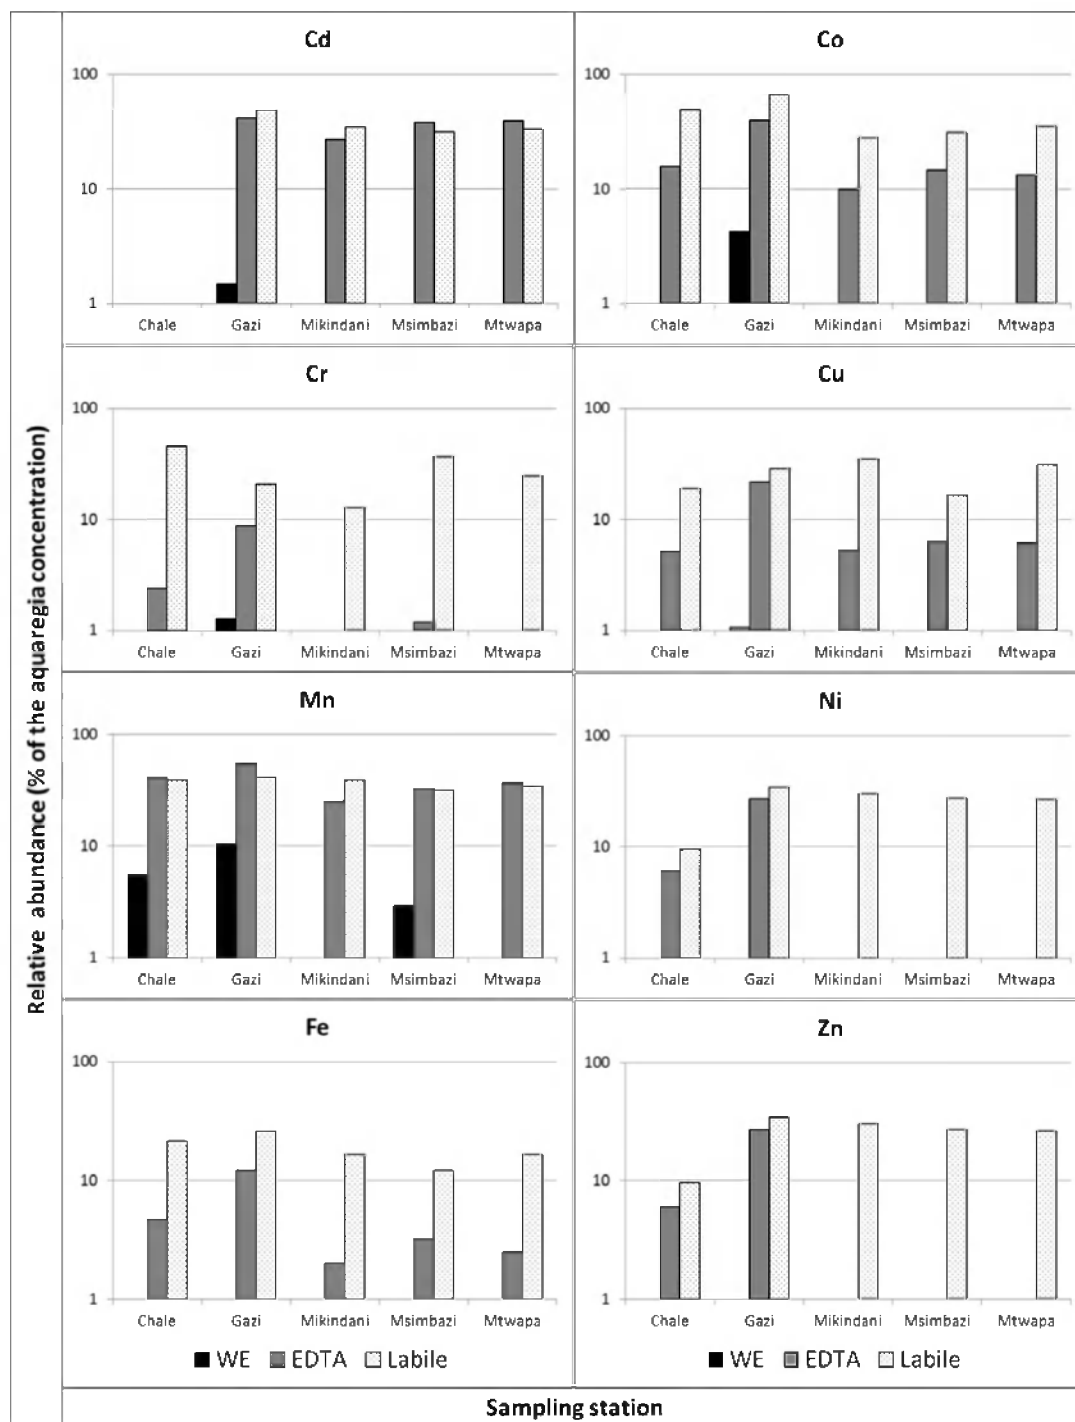 Relative abundance (% of the aquaregia concentration)
Cd
100
10
1
Chale Gazi Mikindani Msimbazi Mtwapa
Co
100
10
1
Chale Gazi Mikindani Msimbazi Mtwapa
Cr
100
10
1
Chale Gazi Mikindani Msimbazi Mtwapa
Cu
100
10
1
Chale Gazi Mikindani Msimbazi Mtwapa
Mn
100
10
1
Chale Gazi Mikindani Msimbazi Mtwapa
Ni
100
10
1
Chale Gazi Mikindani Msimbazi Mtwapa
Fe
100
10
1
Chale Gazi Mikindani Msimbazi Mtwapa
WE EDTA Labile
Zn
100
10
1
Chale Gazi Mikindani Msimbazi Mtwapa
WE EDTA Labile
Sampling station